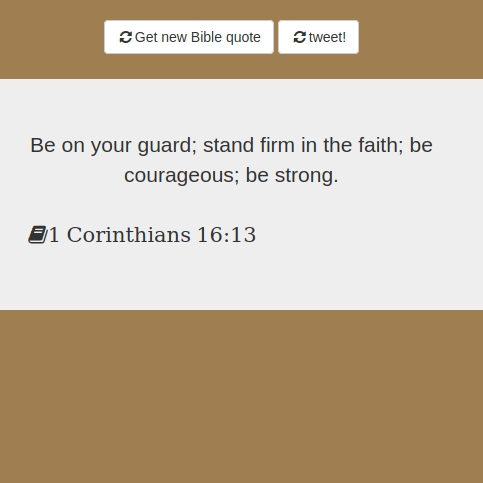 Get new Bible quote tweet!
Be on your guard; stand firm in the faith; be
courageous; be strong.
1 Corinthians 16:13